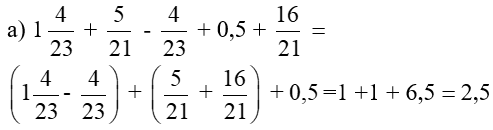 a) 1 4/23 + 5/21 - 4/23 + 0,5 + 16/21 =
(1 4/23 - 4/23) + (5/21 + 16/21) + 0,5 =1 +1 + 6,5 = 2,5